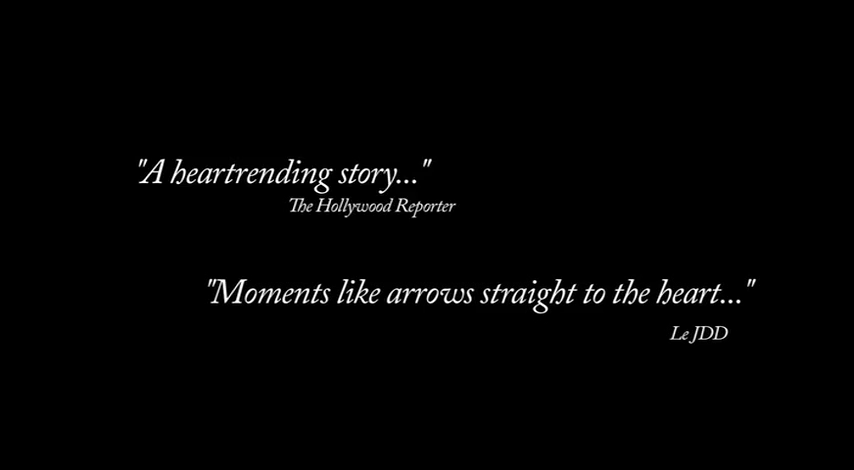 "A heartrending story..."
The Hollywood Reporter
"Moments like arrows straight to the heart..."
Le JDD